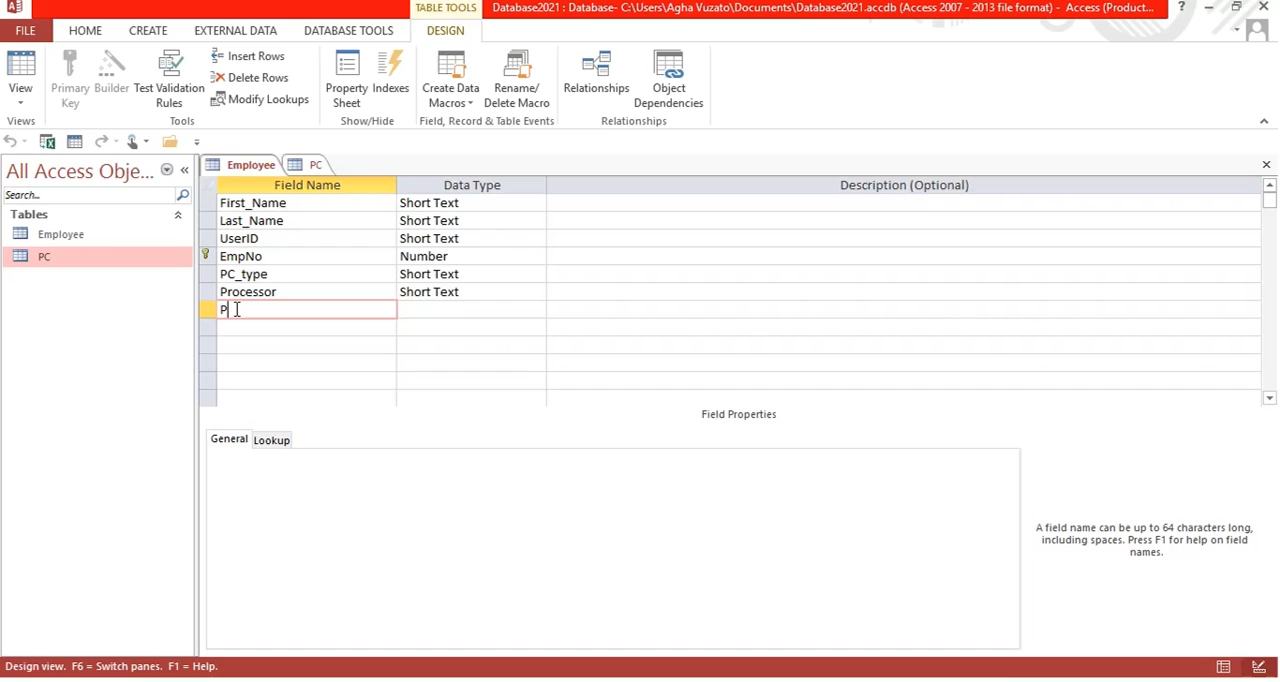 TABLE TOOLS
Database2021 : Database- C:\Users\Agha Vuzato\Documents\Database2021.accdb (Access 2007 - 2013 file format) - Access (Produc...
?
FILE
HOME
CREATE
EXTERNAL DATA
DATABASE TOOLS
DESIGN
View
Primary Key
Builder
Test Validation Rules
Insert Rows
Delete Rows
Modify Lookups
Property Sheet
Indexes
Create Data Macros
Rename/ Delete Macro
Relationships
Object Dependencies
Views
Tools
Show/Hide
Field, Record & Table Events
Relationships
All Access Obje...
Search...
Tables
Employee
PC
Employee
PC
Field Name Data Type Description (Optional)
First_Name Short Text
Last_Name Short Text
UserID Short Text
EmpNo Number
PC_type Short Text
Processor Short Text
P
Field Properties
General
Lookup
A field name can be up to 64 characters long,
including spaces. Press F1 for help on field
names.
Design view. F6 = Switch panes. F1 = Help.